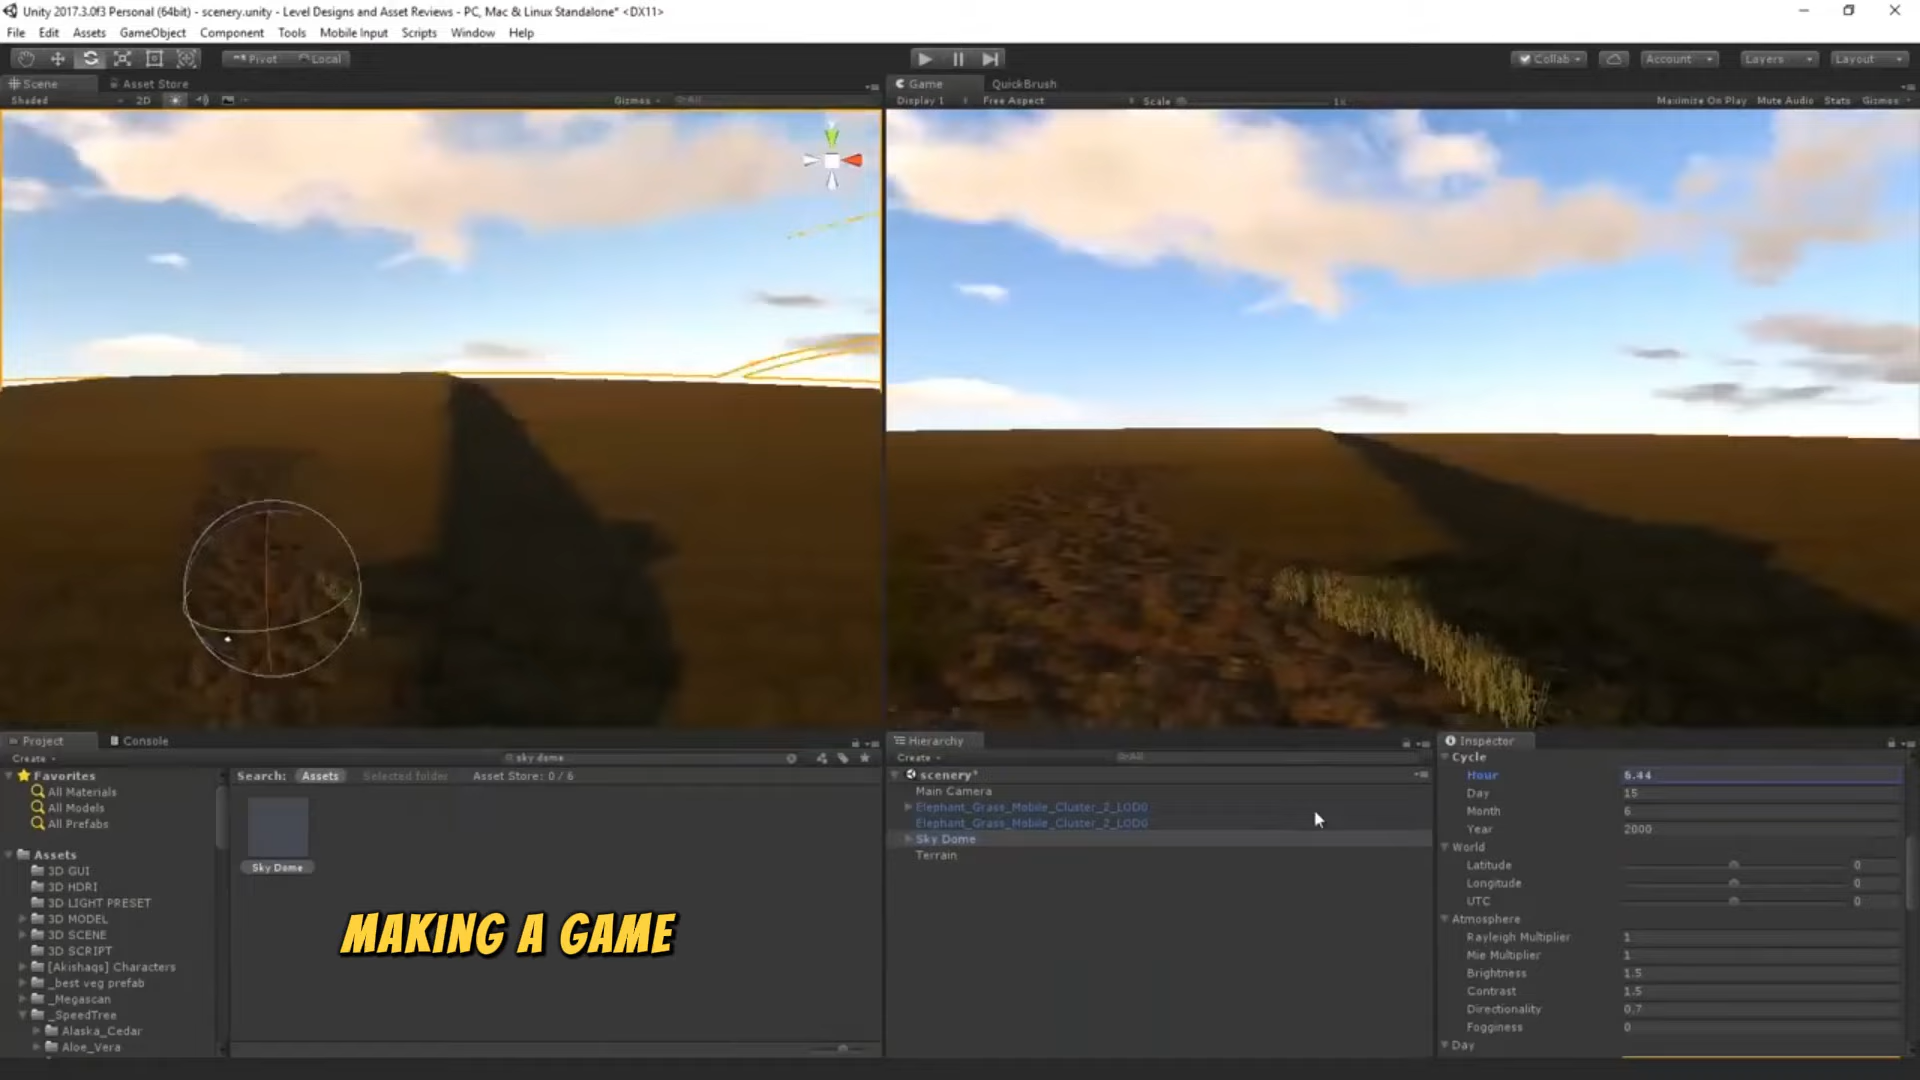 Unity 2017.3.0f3 Personal (64bit) - scenery.unity - Level Designs and Asset Reviews - PC, Mac & Linux Standalone* <DX11>
File Edit Assets GameObject Component Tools Mobile Input Scripts Window Help
Pivot Local Collab Account Layers Layout
Scene Asset Store Game QuickBrush
Shaded 2D Gizmos All Display 1 Free Aspect Scale 1x Maximize On Play Mute Audio Stats Gizmos
Project Console Hierarchy Inspector
Create sky dome Create All
Favorites
All Materials
All Models
All Prefabs
Assets
3D GUI
3D HDRI
3D LIGHT PRESET
3D MODEL
3D SCENE
3D SCRIPT
[Akishaqs] Characters
_best veg prefab
_Megascan
_SpeedTree
Alaska_Cedar
Aloe_Vera
Search: Assets Selected folder Asset Store: 0 / 6
Sky Dome
MAKING A GAME
scenery*
Main Camera
Elephant_Grass_Mobile_Cluster_2_LOD0
Elephant_Grass_Mobile_Cluster_2_LOD0
Sky Dome
Terrain
Cycle
Hour 6.44
Day 15
Month 6
Year 2000
World
Latitude 0
Longitude 0
UTC 0
Atmosphere
Rayleigh Multiplier 1
Mie Multiplier 1
Brightness 1.5
Contrast 1.5
Directionality 0.7
Fogginess 0
Day